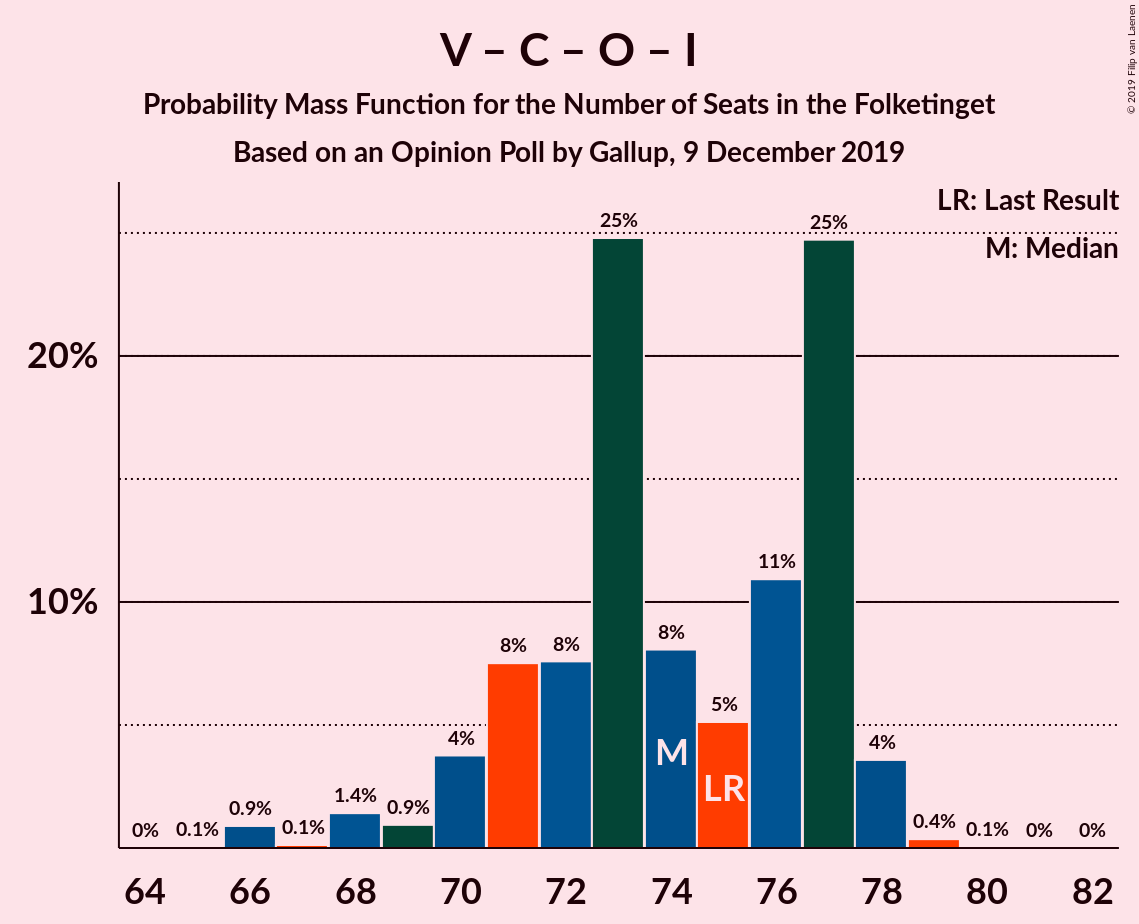 V – C – O – I
Probability Mass Function for the Number of Seats in the Folketinget
Based on an Opinion Poll by Gallup, 9 December 2019
© 2019 Filip van Laenen
LR: Last Result
M: Median
20%
10%
0%
0.1%
0.9%
0.1%
1.4%
0.9%
4%
8%
8%
25%
8%
5%
11%
25%
4%
0.4%
0.1%
0%
0%
M
LR
64 66 68 70 72 74 76 78 80 82